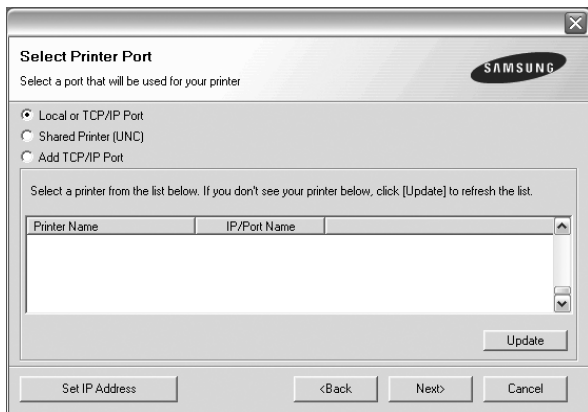 Select Printer Port
Select a port that will be used for your printer
SAMSUNG
Local or TCP/IP Port
Shared Printer (UNC)
Add TCP/IP Port
Select a printer from the list below. If you don't see your printer below, click [Update] to refresh the list.
Printer Name IP/Port Name
Update
Set IP Address <Back Next> Cancel